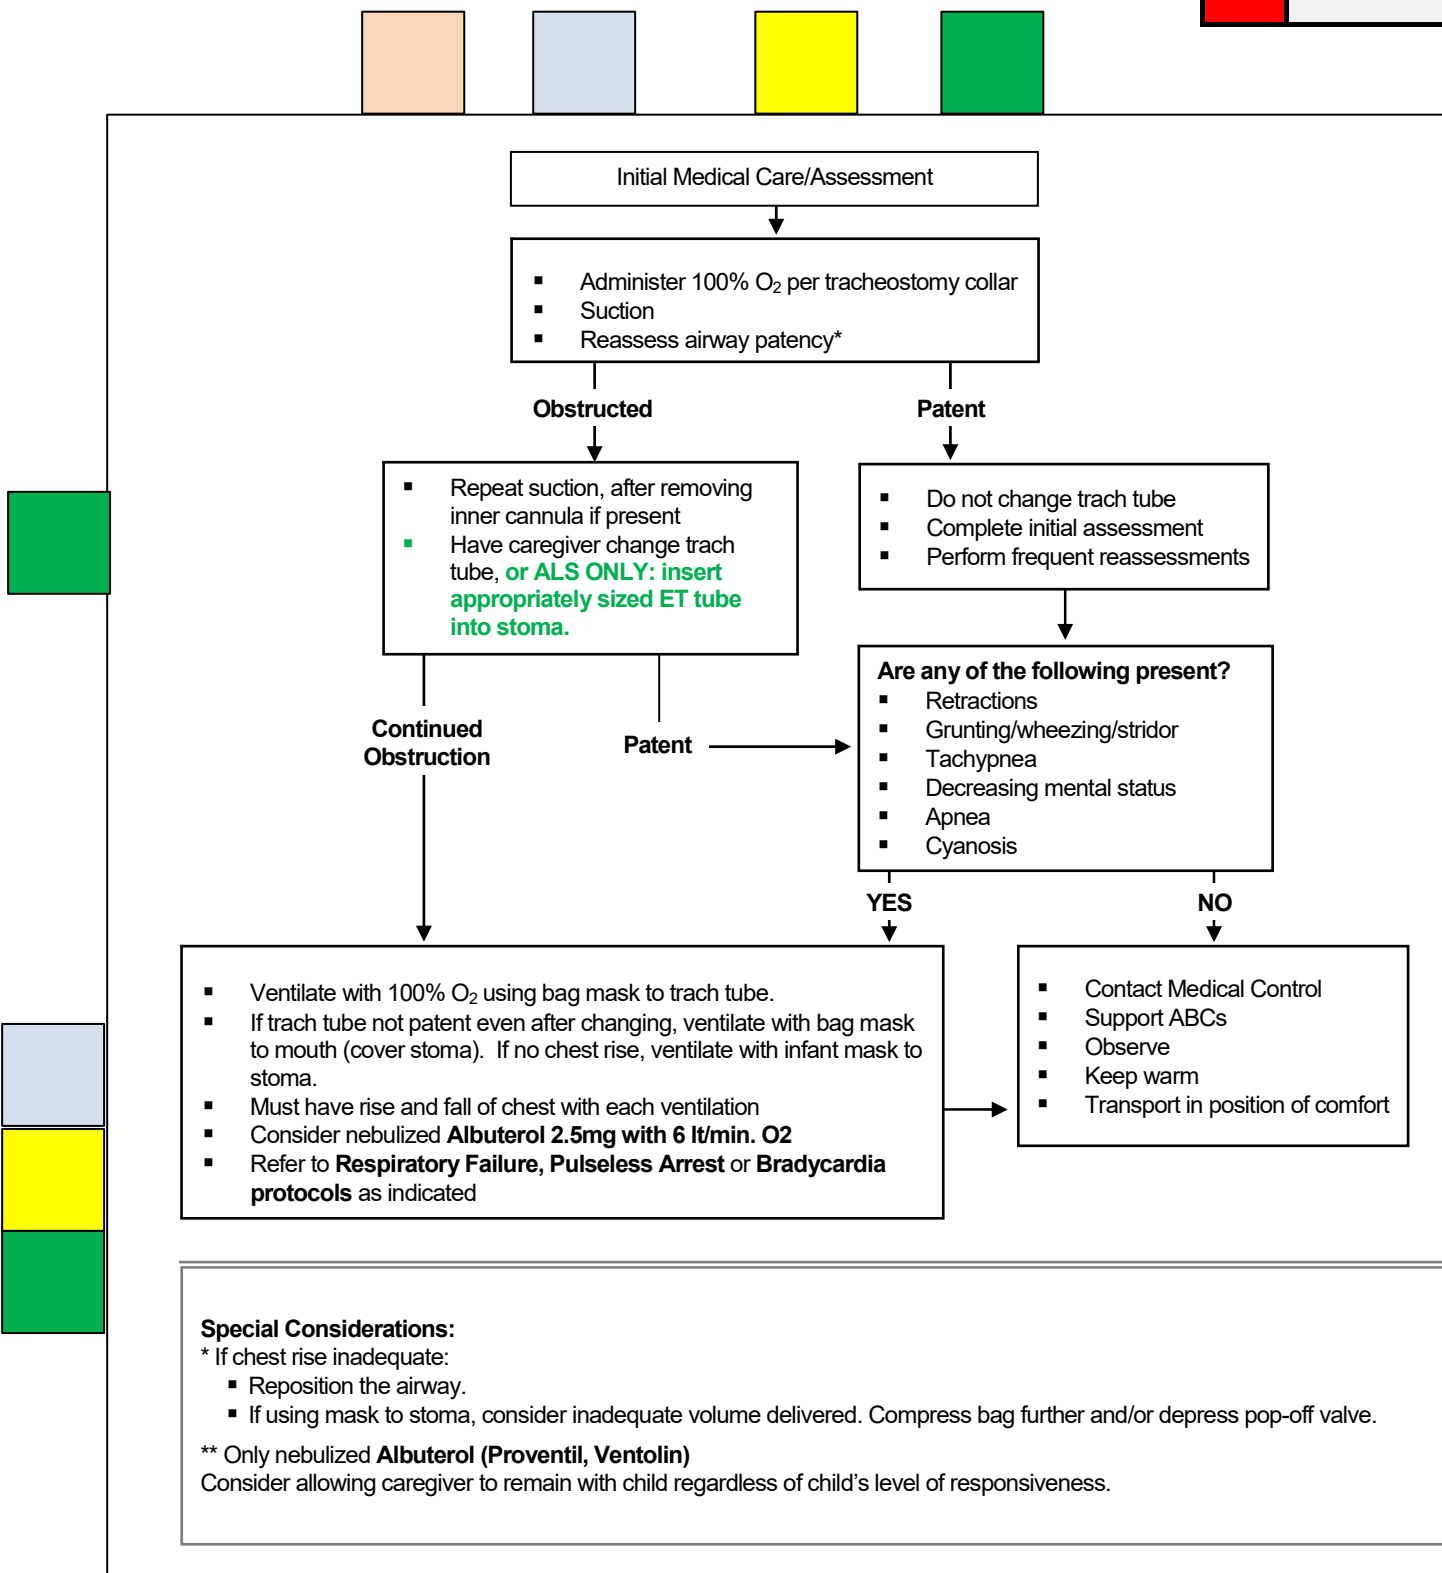 Initial Medical Care/Assessment
▪ Administer 100% O₂ per tracheostomy collar
▪ Suction
▪ Reassess airway patency*
Obstructed
Patent
▪ Repeat suction, after removing
inner cannula if present
▪ Have caregiver change trach
tube, or ALS ONLY: insert
appropriately sized ET tube
into stoma.
▪ Do not change trach tube
▪ Complete initial assessment
▪ Perform frequent reassessments
Continued
Obstruction
Patent
Are any of the following present?
▪ Retractions
▪ Grunting/wheezing/stridor
▪ Tachypnea
▪ Decreasing mental status
▪ Apnea
▪ Cyanosis
YES
NO
▪ Ventilate with 100% O₂ using bag mask to trach tube.
▪ If trach tube not patent even after changing, ventilate with bag mask
to mouth (cover stoma).  If no chest rise, ventilate with infant mask to
stoma.
▪ Must have rise and fall of chest with each ventilation
▪ Consider nebulized Albuterol 2.5mg with 6 lt/min. O2
▪ Refer to Respiratory Failure, Pulseless Arrest or Bradycardia
protocols as indicated
▪ Contact Medical Control
▪ Support ABCs
▪ Observe
▪ Keep warm
▪ Transport in position of comfort
Special Considerations:
* If chest rise inadequate:
▪ Reposition the airway.
▪ If using mask to stoma, consider inadequate volume delivered. Compress bag further and/or depress pop-off valve.
** Only nebulized Albuterol (Proventil, Ventolin)
Consider allowing caregiver to remain with child regardless of child's level of responsiveness.